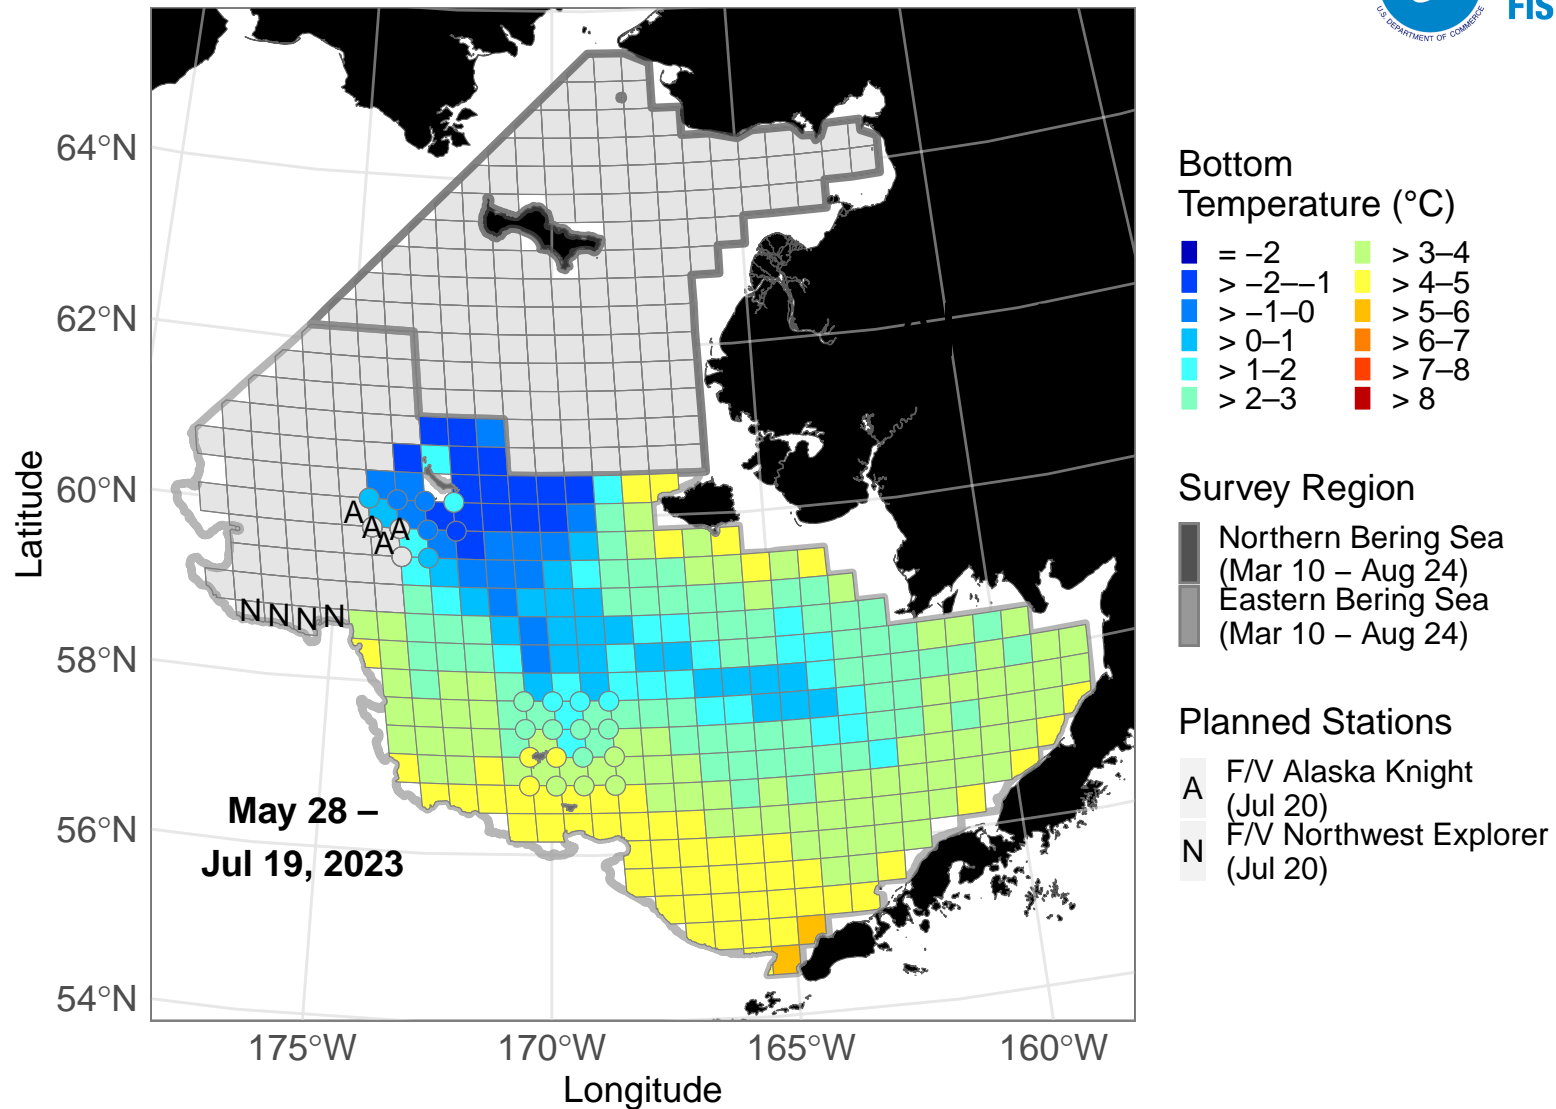 U.S. DEPARTMENT OF COMMERCE
FIS
64°N
62°N
60°N
58°N
56°N
54°N
Latitude
A
A
A
A
N
N
N
N
May 28 –
Jul 19, 2023
175°W
170°W
165°W
160°W
Longitude
Bottom
Temperature (°C)
= −2
> −2–−1
> −1–0
> 0–1
> 1–2
> 2–3
> 3–4
> 4–5
> 5–6
> 6–7
> 7–8
> 8
Survey Region
Northern Bering Sea
(Mar 10 – Aug 24)
Eastern Bering Sea
(Mar 10 – Aug 24)
Planned Stations
A
F/V Alaska Knight
(Jul 20)
N
F/V Northwest Explorer
(Jul 20)